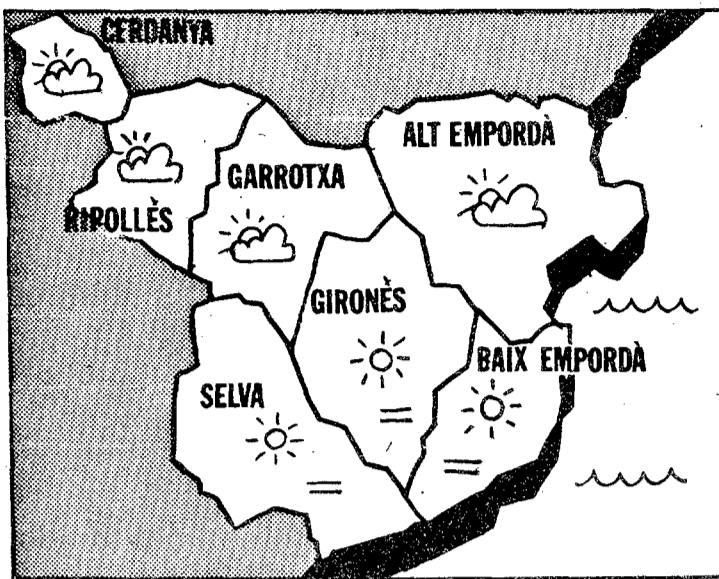 CERDANYA
ALT EMPORDÀ
GARROTXA
RIPOLLÈS
GIRONÈS
BAIX EMPORDÀ
SELVA